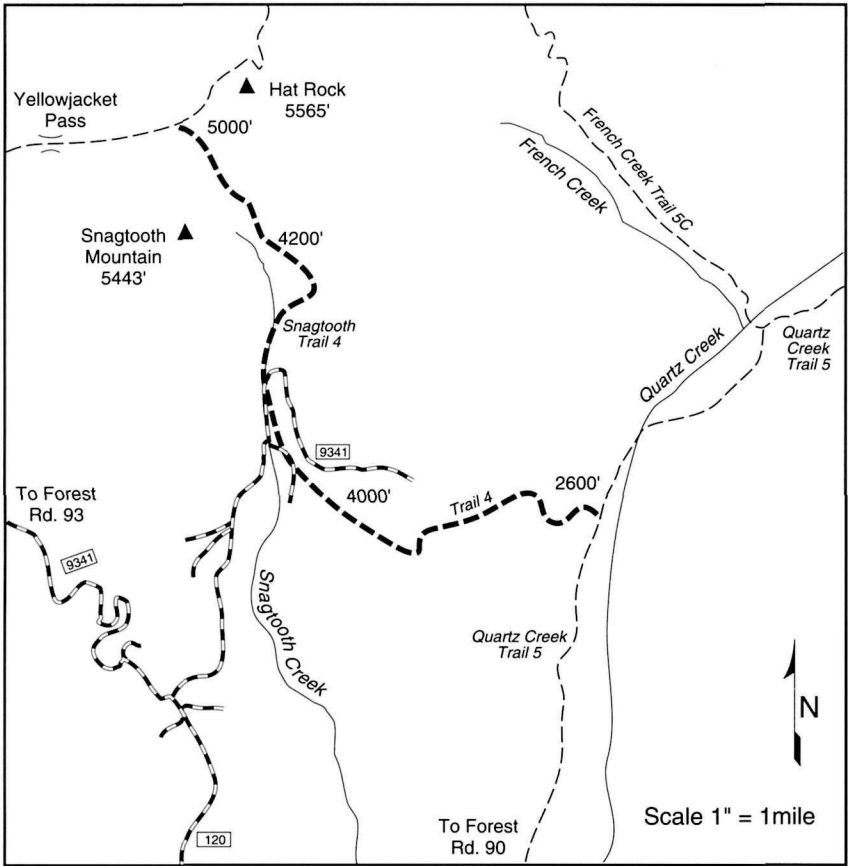 Hat Rock
5565'
Yellowjacket
Pass
5000'
French Creek Trail 5C
French Creek
Snagtooth
Mountain
5443'
4200'
Snagtooth
Trail 4
Quartz Creek
Quartz
Creek
Trail 5
9341
To Forest
Rd. 93
4000'
Trail 4
2600'
9341
Snagtooth Creek
Quartz Creek
Trail 5
N
Scale 1" = 1mile
To Forest
Rd. 90
120